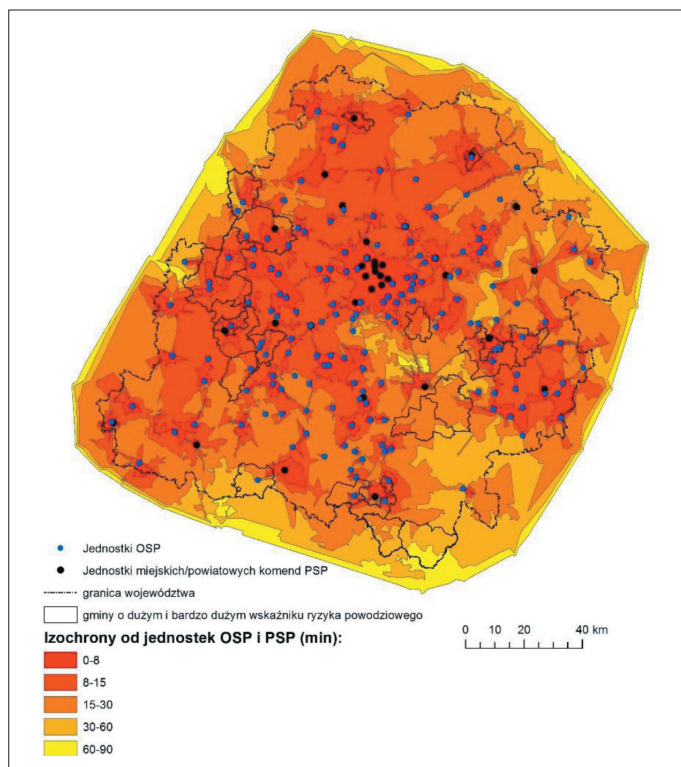 Jednostki OSP
Jednostki miejskich/powiatowych komend PSP
granica województwa
gminy o dużym i bardzo dużym wskaźniku ryzyka powodziowego
Izochrony od jednostek OSP i PSP (min):
0-8
8-15
15-30
30-60
60-90
0 10 20 40 km